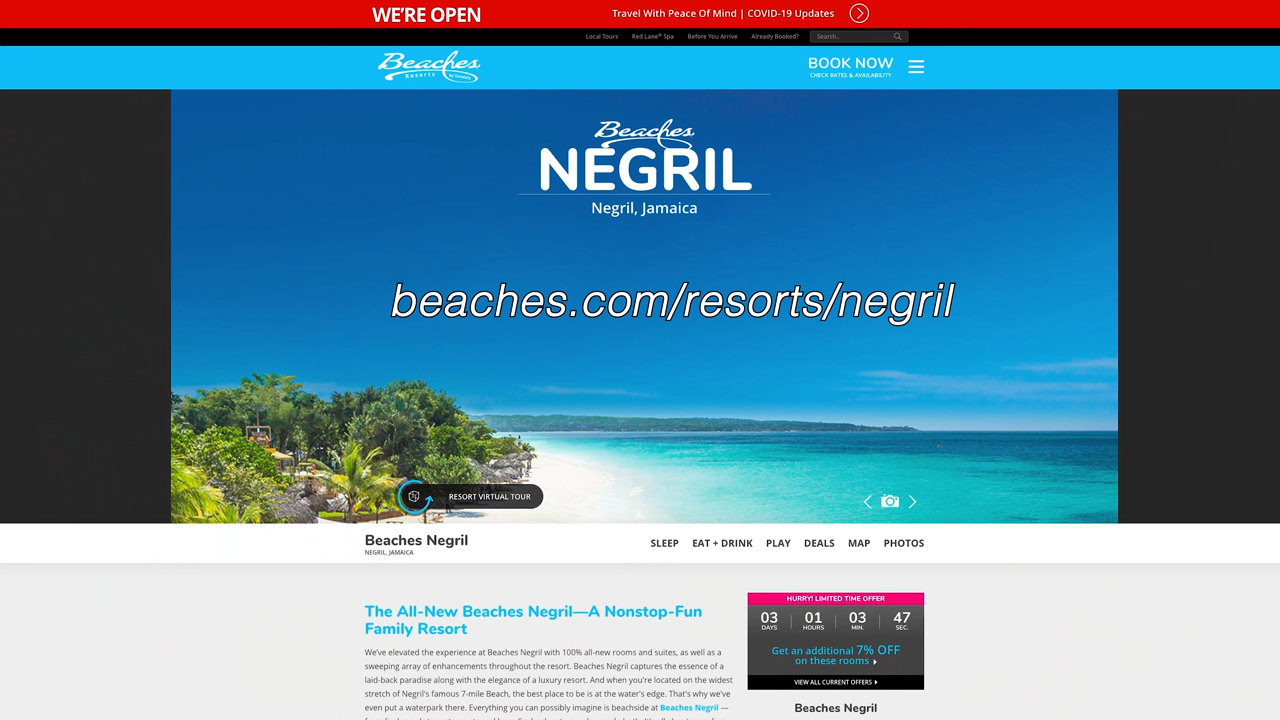 WE'RE OPEN
Travel With Peace Of Mind | COVID-19 Updates
Local Tours Red Lane® Spa Before You Arrive Already Booked? Search..
Beaches
Resorts by Sandals
BOOK NOW
CHECK RATES & AVAILABILITY
Beaches
NEGRIL
Negril, Jamaica
beaches.com/resorts/negril
RESORT VIRTUAL TOUR
Beaches Negril
NEGRIL, JAMAICA
SLEEP EAT + DRINK PLAY DEALS MAP PHOTOS
The All-New Beaches Negril—A Nonstop-Fun
Family Resort
We've elevated the experience at Beaches Negril with 100% all-new rooms and suites, as well as a
sweeping array of enhancements throughout the resort. Beaches Negril captures the essence of a
laid-back paradise along with the elegance of a luxury resort. And when you're located on the widest
stretch of Negril's famous 7-mile Beach, the best place to be is at the water's edge. That's why we've
even put a waterpark there. Everything you can possibly imagine is beachside at Beaches Negril —
HURRY! LIMITED TIME OFFER
03 01 03 47
DAYS HOURS MIN. SEC.
Get an additional 7% OFF
on these rooms
VIEW ALL CURRENT OFFERS
Beaches Negril